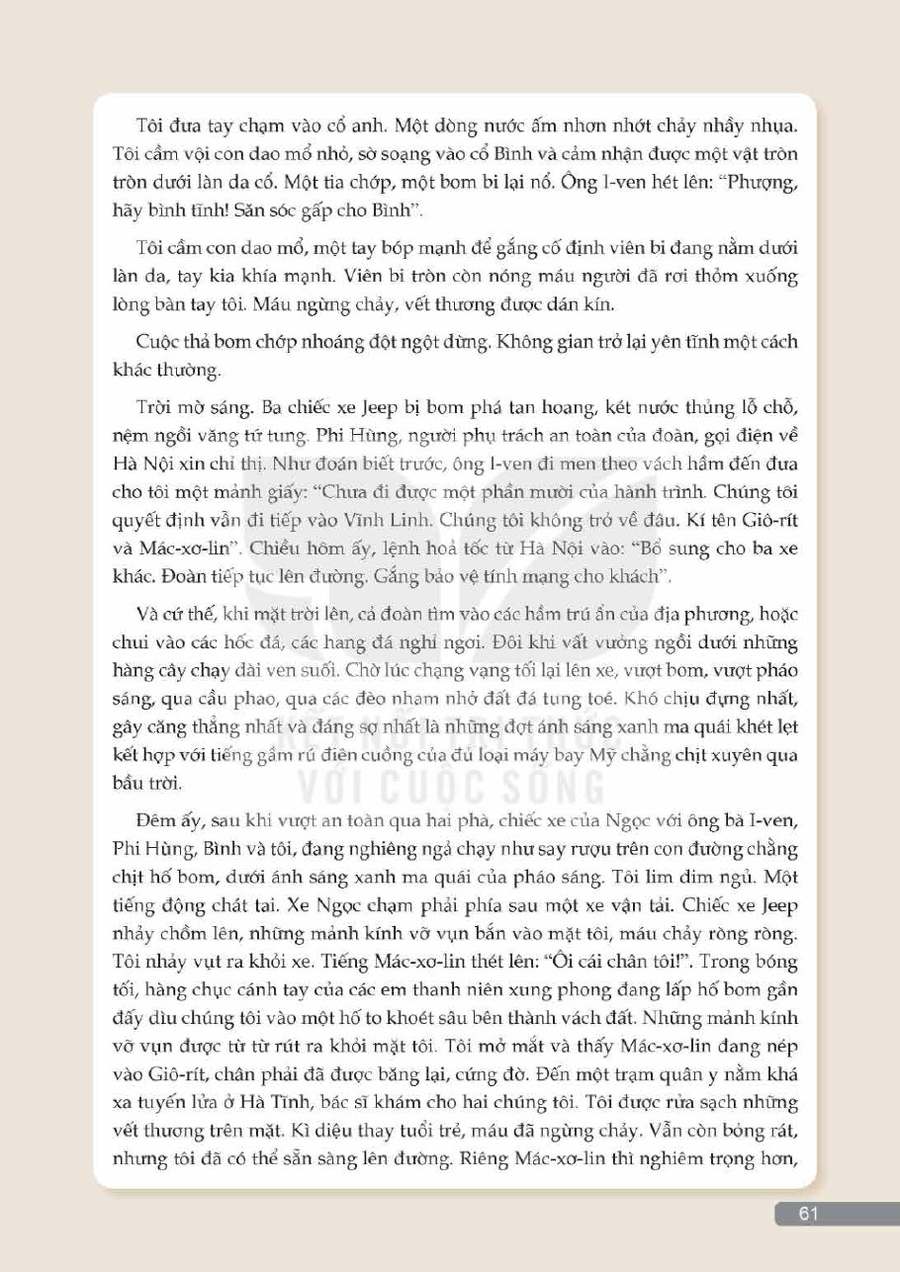 Tôi đưa tay chạm vào cổ anh. Một dòng nước ấm nhơn nhớt chảy nhầy nhụa.
Tôi cầm vội con dao mổ nhỏ, sờ soạng vào cổ Bình và cảm nhận được một vật tròn
tròn dưới làn da cổ. Một tia chớp, một bom bi lại nổ. Ông I-ven hét lên: “Phượng,
hãy bình tĩnh! Săn sóc gấp cho Bình”.
Tôi cầm con dao mổ, một tay bóp mạnh để gắng cố định viên bi đang nằm dưới
làn da, tay kia khía mạnh. Viên bi tròn còn nóng máu người đã rơi thỏm xuống
lòng bàn tay tôi. Máu ngừng chảy, vết thương được dán kín.
Cuộc thả bom chớp nhoáng đột ngột dừng. Không gian trở lại yên tĩnh một cách
khác thường.
Trời mờ sáng. Ba chiếc xe Jeep bị bom phá tan hoang, két nước thủng lỗ chỗ,
nệm ngồi văng tứ tung. Phi Hùng, người phụ trách an toàn của đoàn, gọi điện về
Hà Nội xin chỉ thị. Như đoán biết trước, ông I-ven đi men theo vách hầm đến đưa
cho tôi một mảnh giấy: “Chưa đi được một phần mười của hành trình. Chúng tôi
quyết định vẫn đi tiếp vào Vĩnh Linh. Chúng tôi không trở về đâu. Kí tên Giô-rít
và Mác-xơ-lin”. Chiều hôm ấy, lệnh hoả tốc từ Hà Nội vào: “Bổ sung cho ba xe
khác. Đoàn tiếp tục lên đường. Gắng bảo vệ tính mạng cho khách”.
Và cứ thế, khi mặt trời lên, cả đoàn tìm vào các hầm trú ẩn của địa phương, hoặc
chui vào các hốc đá, các hang đá nghỉ ngơi. Đôi khi vất vưởng ngồi dưới những
hàng cây chạy dài ven suối. Chờ lúc chạng vạng tối lại lên xe, vượt bom, vượt pháo
sáng, qua cầu phao, qua các đèo nham nhở đất đá tung toé. Khó chịu đựng nhất,
gây căng thẳng nhất và đáng sợ nhất là những đợt ánh sáng xanh ma quái khét lẹt
kết hợp với tiếng gầm rú điên cuồng của đủ loại máy bay Mỹ chằng chịt xuyên qua
bầu trời.
KẾT NỐI TRI THỨC
VỚI CUỘC SỐNG
Đêm ấy, sau khi vượt an toàn qua hai phà, chiếc xe của Ngọc với ông bà I-ven,
Phi Hùng, Bình và tôi, đang nghiêng ngả chạy như say rượu trên con đường chằng
chịt hố bom, dưới ánh sáng xanh ma quái của pháo sáng. Tôi lim dim ngủ. Một
tiếng động chát tai. Xe Ngọc chạm phải phía sau một xe vận tải. Chiếc xe Jeep
nhảy chồm lên, những mảnh kính vỡ vụn bắn vào mặt tôi, máu chảy ròng ròng.
Tôi nhảy vụt ra khỏi xe. Tiếng Mác-xơ-lin thét lên: “Ôi cái chân tôi!”. Trong bóng
tối, hàng chục cánh tay của các em thanh niên xung phong đang lấp hố bom gần
đấy dìu chúng tôi vào một hố to khoét sâu bên thành vách đất. Những mảnh kính
vỡ vụn được từ từ rút ra khỏi mặt tôi. Tôi mở mắt và thấy Mác-xơ-lin đang nép
vào Giô-rít, chân phải đã được băng lại, cứng đờ. Đến một trạm quân y nằm khá
xa tuyến lửa ở Hà Tĩnh, bác sĩ khám cho hai chúng tôi. Tôi được rửa sạch những
vết thương trên mặt. Kì diệu thay tuổi trẻ, máu đã ngừng chảy. Vẫn còn bỏng rát,
nhưng tôi đã có thể sẵn sàng lên đường. Riêng Mác-xơ-lin thì nghiêm trọng hơn,
61